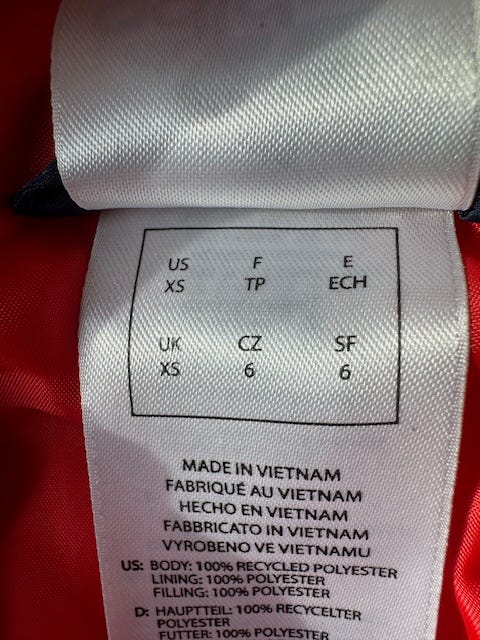 US F E
XS TP ECH
UK CZ SF
XS 6 6
MADE IN VIETNAM
FABRIQUÉ AU VIETNAM
HECHO EN VIETNAM
FABBRICATO IN VIETNAM
VYROBENO VE VIETNAMU
US: BODY: 100% RECYCLED POLYESTER
LINING: 100% POLYESTER
FILLING: 100% POLYESTER
D: HAUPTTEIL: 100% RECYCELTER
POLYESTER
FUTTER: 100% POLYESTER